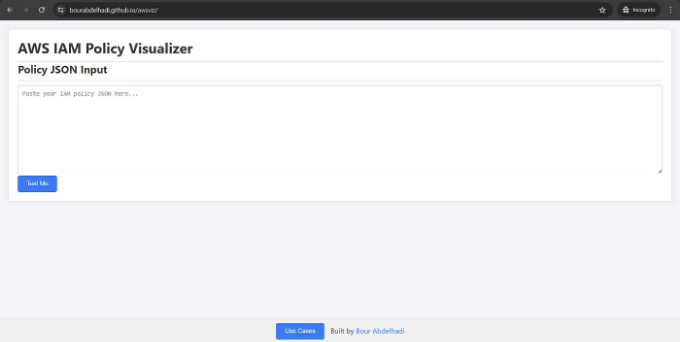 bourabdelhadi.github.io/awsviz/
Incognito
AWS IAM Policy Visualizer
Policy JSON Input
Paste your IAM policy JSON here...
Test Me
Use Cases
Built by Bour Abdelhadi